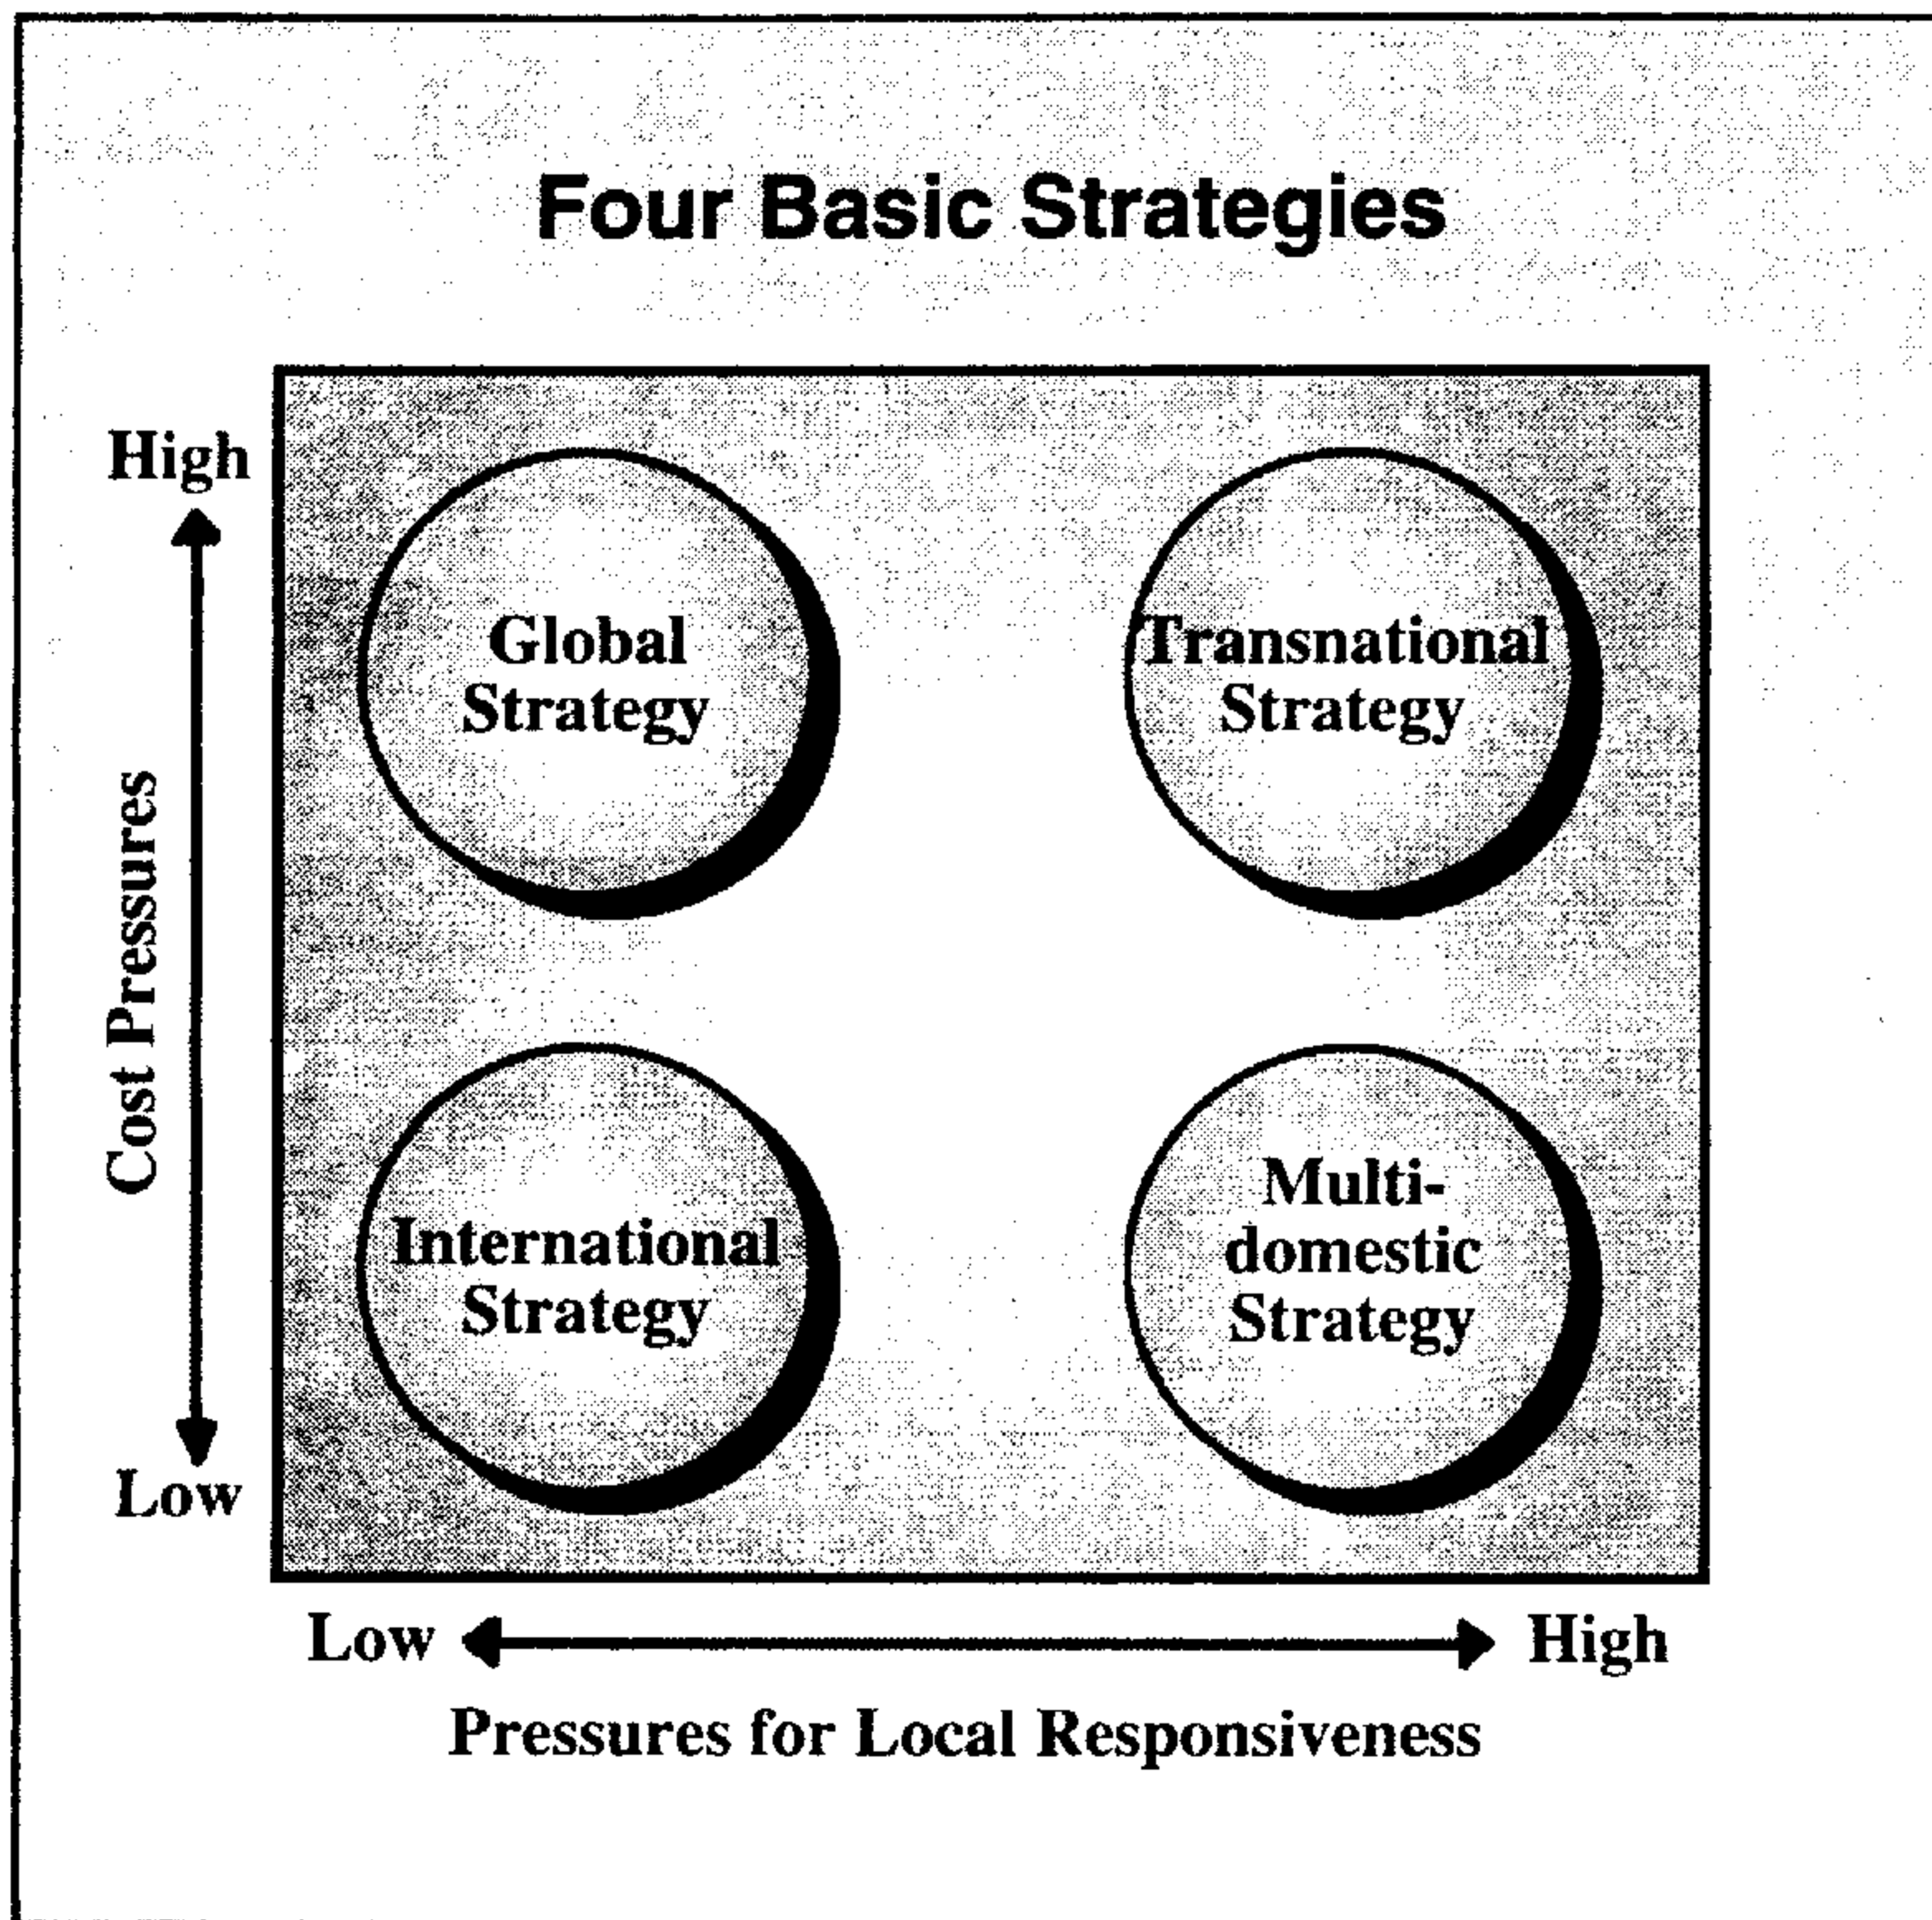 Four Basic Strategies
High
Cost Pressures
Low
Global
Strategy
Transnational
Strategy
International
Strategy
Multi-
domestic
Strategy
Low
High
Pressures for Local Responsiveness